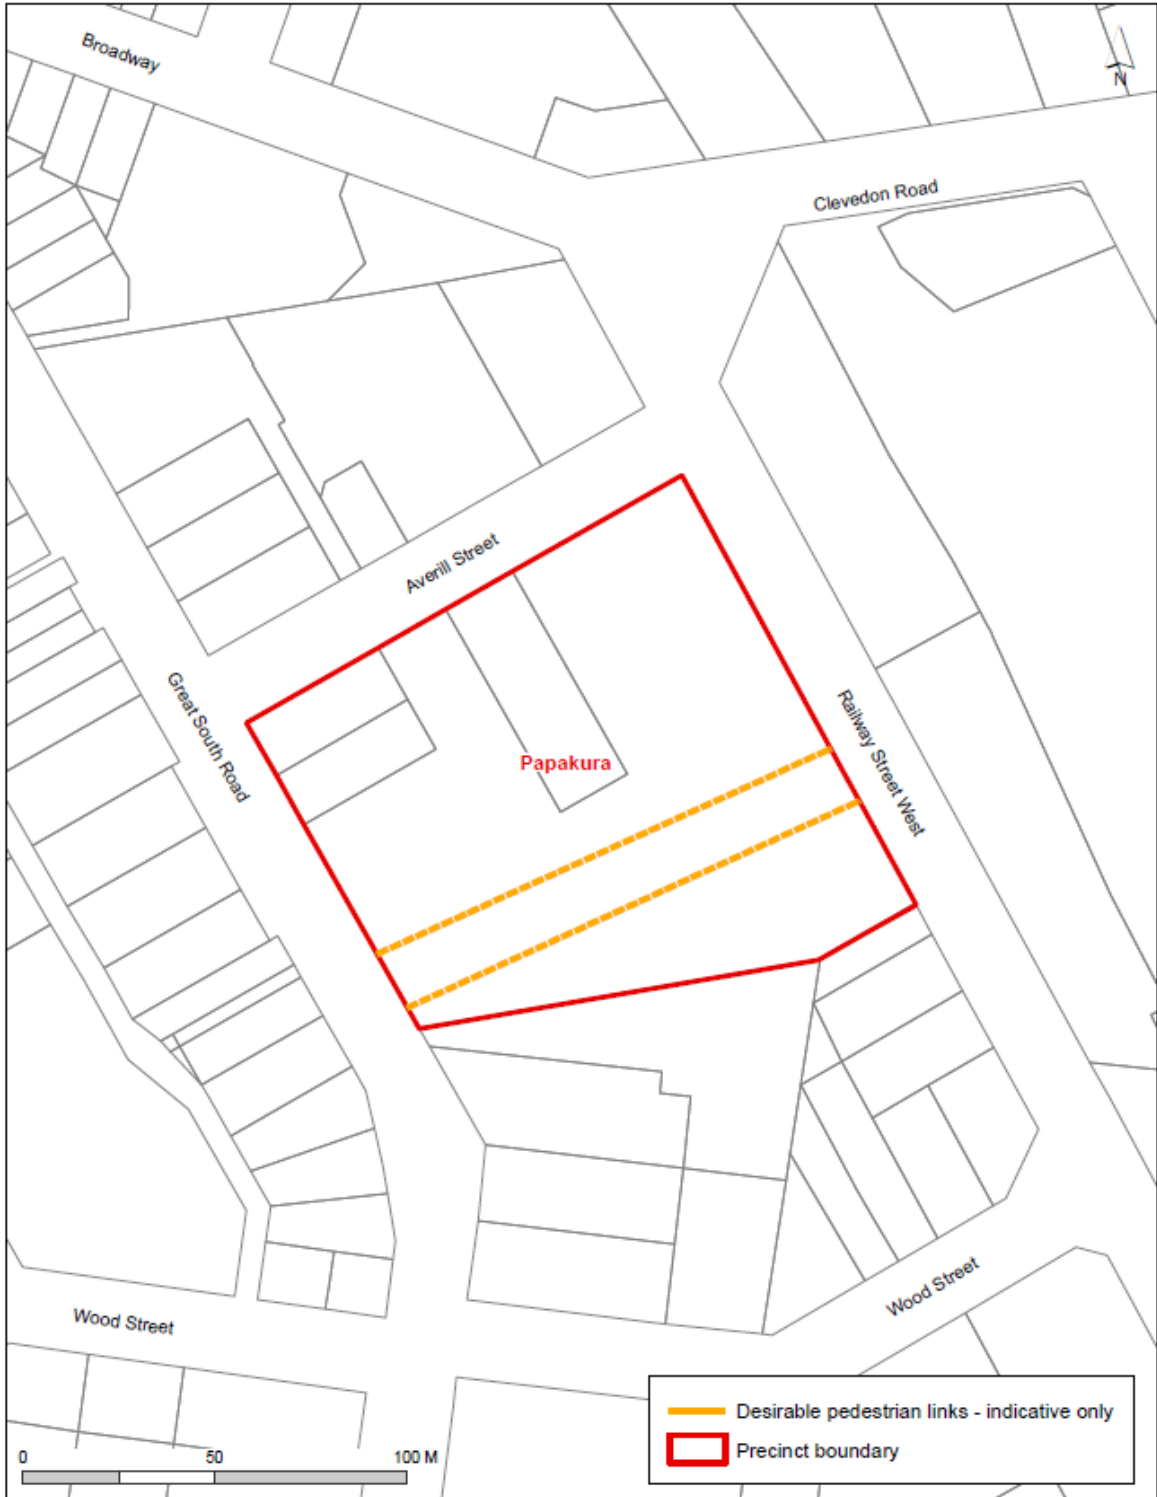 Broadway
N
Clevedon Road
Averill Street
Great South Road
Papakura
Railway Street West
Wood Street
Wood Street
Desirable pedestrian links - indicative only
Precinct boundary
0 50 100 M